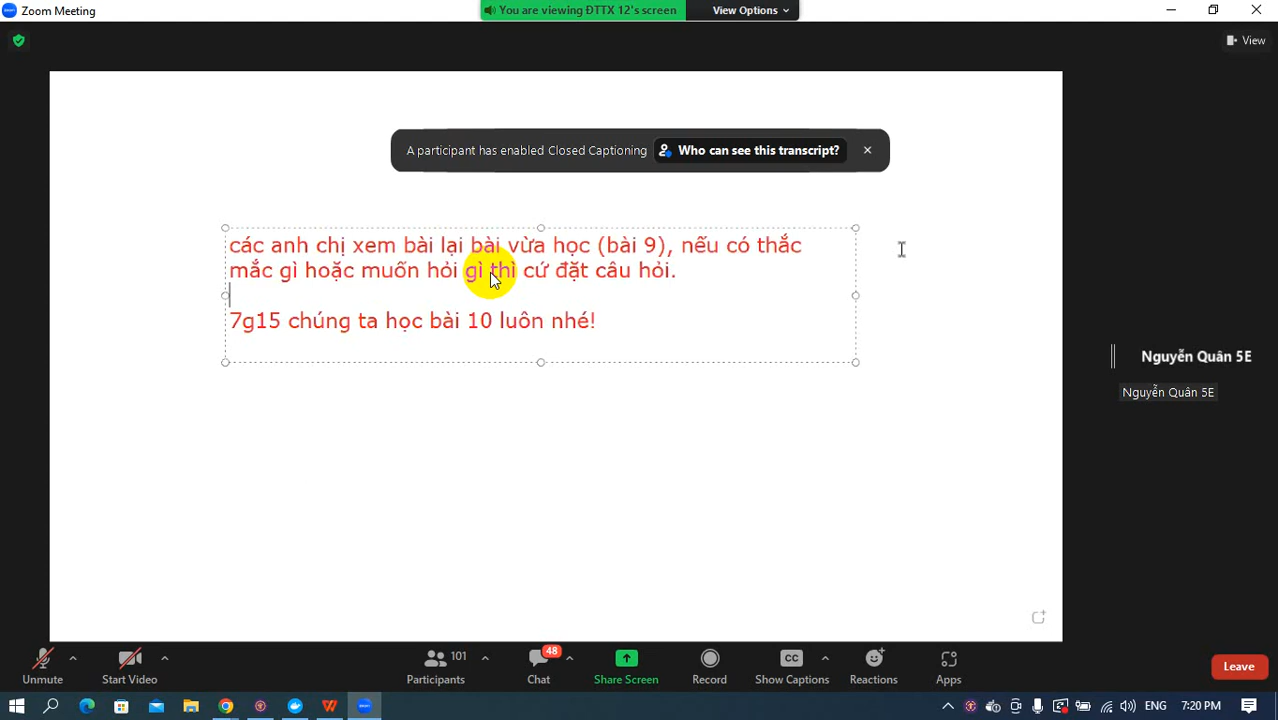 Zoom Meeting
You are viewing ĐTTX 12's screen
View Options
View
A participant has enabled Closed Captioning
Who can see this transcript?
các anh chị xem bài lại bài vừa học (bài 9), nếu có thắc
mắc gì hoặc muốn hỏi gì thì cứ đặt câu hỏi.
7g15 chúng ta học bài 10 luôn nhé!
Nguyễn Quân 5E
Nguyễn Quân 5E
Unmute
Start Video
101
Participants
48
Chat
Share Screen
Record
CC
Show Captions
Reactions
Apps
Leave
ENG
7:20 PM